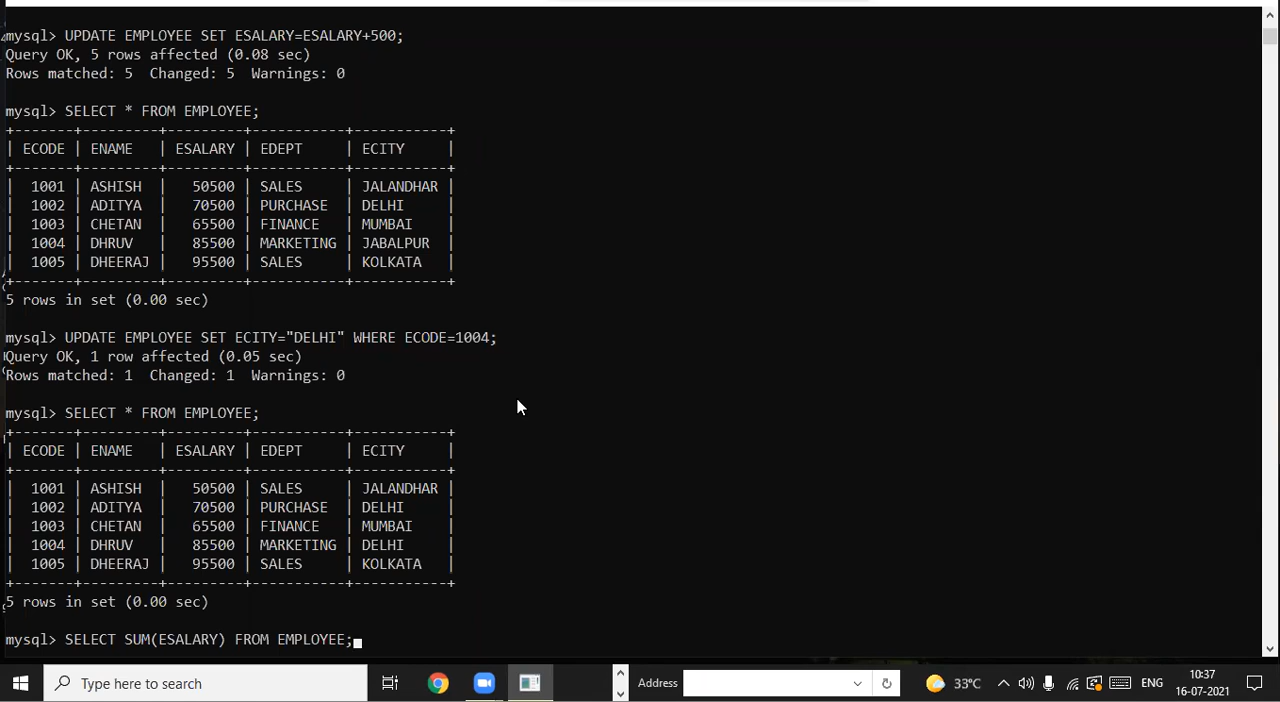 mysql> UPDATE EMPLOYEE SET ESALARY=ESALARY+500;
Query OK, 5 rows affected (0.08 sec)
Rows matched: 5  Changed: 5  Warnings: 0
mysql> SELECT * FROM EMPLOYEE;
+-------+---------+---------+-----------+-----------+
| ECODE | ENAME   | ESALARY | EDEPT     | ECITY     |
+-------+---------+---------+-----------+-----------+
|  1001 | ASHISH  |   50500 | SALES     | JALANDHAR |
|  1002 | ADITYA  |   70500 | PURCHASE  | DELHI     |
|  1003 | CHETAN  |   65500 | FINANCE   | MUMBAI    |
|  1004 | DHRUV   |   85500 | MARKETING | JABALPUR  |
|  1005 | DHEERAJ |   95500 | SALES     | KOLKATA   |
+-------+---------+---------+-----------+-----------+
5 rows in set (0.00 sec)
mysql> UPDATE EMPLOYEE SET ECITY="DELHI" WHERE ECODE=1004;
Query OK, 1 row affected (0.05 sec)
Rows matched: 1  Changed: 1  Warnings: 0
mysql> SELECT * FROM EMPLOYEE;
+-------+---------+---------+-----------+-----------+
| ECODE | ENAME   | ESALARY | EDEPT     | ECITY     |
+-------+---------+---------+-----------+-----------+
|  1001 | ASHISH  |   50500 | SALES     | JALANDHAR |
|  1002 | ADITYA  |   70500 | PURCHASE  | DELHI     |
|  1003 | CHETAN  |   65500 | FINANCE   | MUMBAI    |
|  1004 | DHRUV   |   85500 | MARKETING | DELHI     |
|  1005 | DHEERAJ |   95500 | SALES     | KOLKATA   |
+-------+---------+---------+-----------+-----------+
5 rows in set (0.00 sec)
mysql> SELECT SUM(ESALARY) FROM EMPLOYEE;
Type here to search
Address
33°C
ENG
10:37
16-07-2021